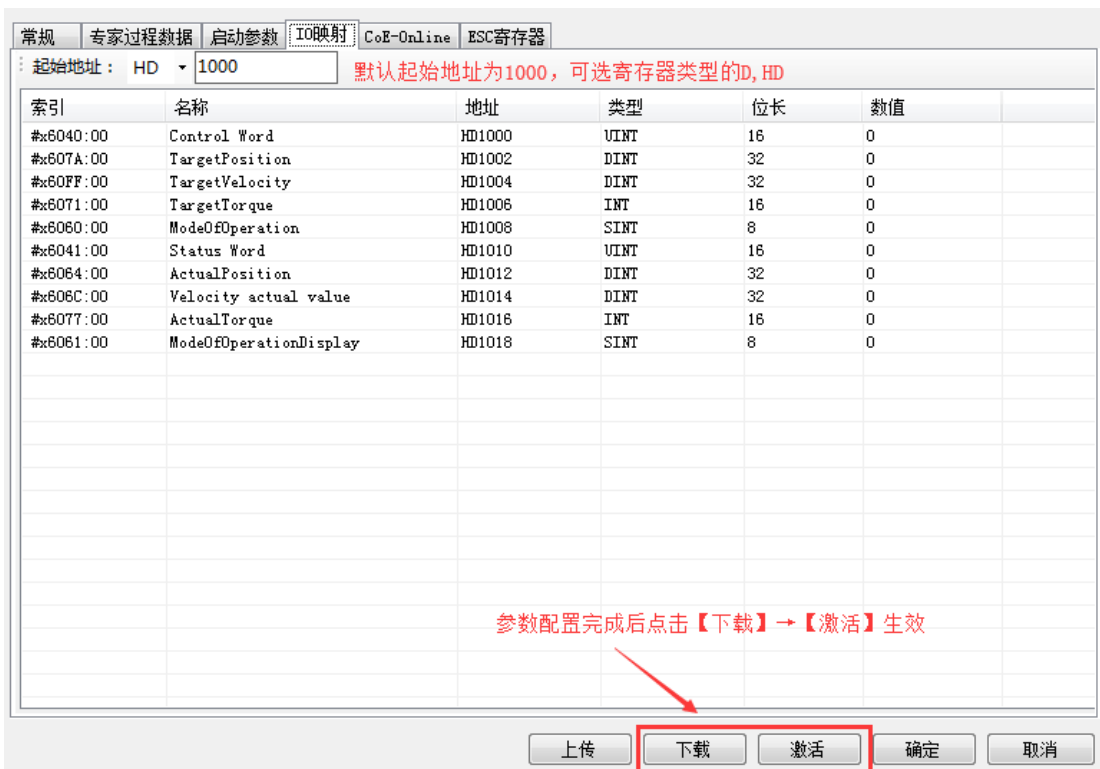 常规 专家过程数据 启动参数 IO映射 CoE-Online ESC寄存器
起始地址： HD 1000 默认起始地址为1000，可选寄存器类型的D,HD
索引 名称 地址 类型 位长 数值
#x6040:00 Control Word HD1000 UINT 16 0
#x607A:00 TargetPosition HD1002 DINT 32 0
#x60FF:00 TargetVelocity HD1004 DINT 32 0
#x6071:00 TargetTorque HD1006 INT 16 0
#x6060:00 ModeOfOperation HD1008 SINT 8 0
#x6041:00 Status Word HD1010 UINT 16 0
#x6064:00 ActualPosition HD1012 DINT 32 0
#x606C:00 Velocity actual value HD1014 DINT 32 0
#x6077:00 ActualTorque HD1016 INT 16 0
#x6061:00 ModeOfOperationDisplay HD1018 SINT 8 0
参数配置完成后点击【下载】→【激活】生效
上传 下载 激活 确定 取消